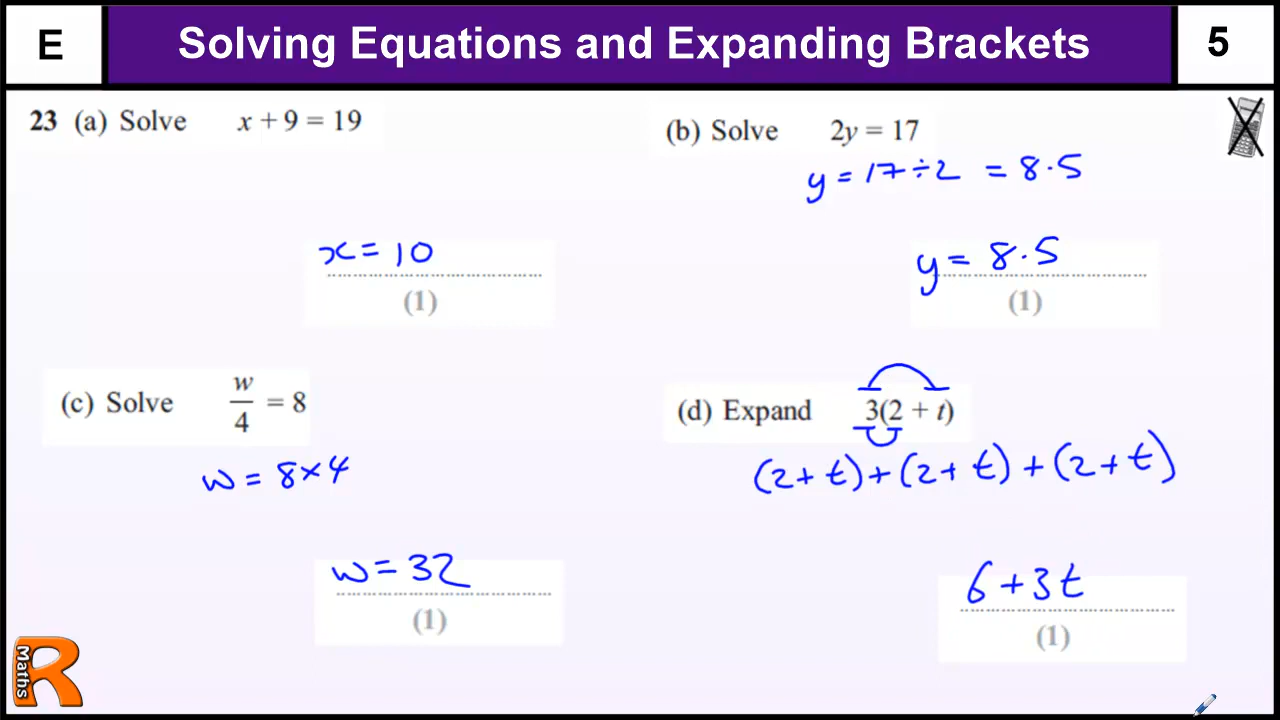 E
Solving Equations and Expanding Brackets
5
23 (a) Solve x + 9 = 19
x = 10
(1)
(b) Solve 2y = 17
y = 17 ÷ 2 = 8.5
y = 8.5
(1)
(c) Solve w/4 = 8
w = 8 × 4
w = 32
(1)
(d) Expand 3(2 + t)
(2 + t) + (2 + t) + (2 + t)
6 + 3t
(1)
R
Maths